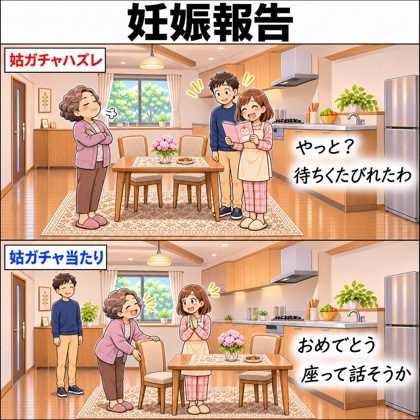 妊娠報告
姑ガチャハズレ
やっと？
待ちくたびれたわ
姑ガチャ当たり
おめでとう
座って話そうか